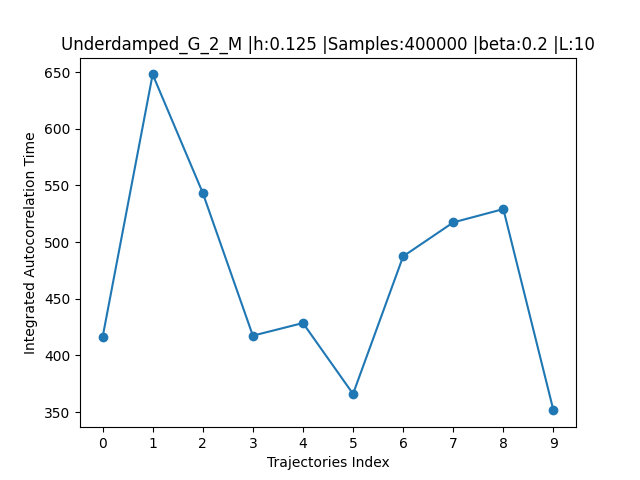 Underdamped_G_2_M |h:0.125 |Samples:400000 |beta:0.2 |L:10
Integrated Autocorrelation Time
650
600
550
500
450
400
350
0 1 2 3 4 5 6 7 8 9
Trajectories Index